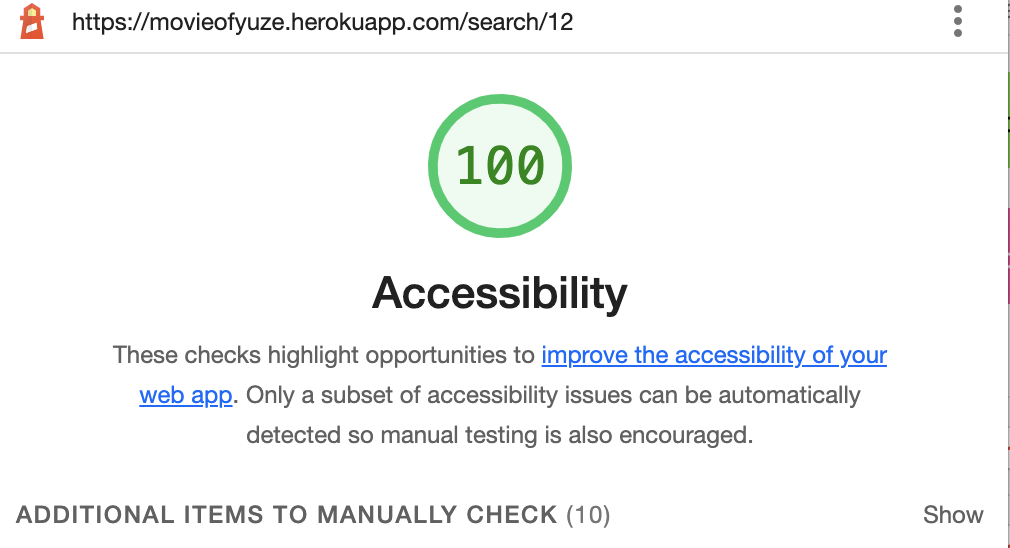 https://movieofyuze.herokuapp.com/search/12
100
Accessibility
These checks highlight opportunities to improve the accessibility of your
web app. Only a subset of accessibility issues can be automatically
detected so manual testing is also encouraged.
ADDITIONAL ITEMS TO MANUALLY CHECK (10) Show